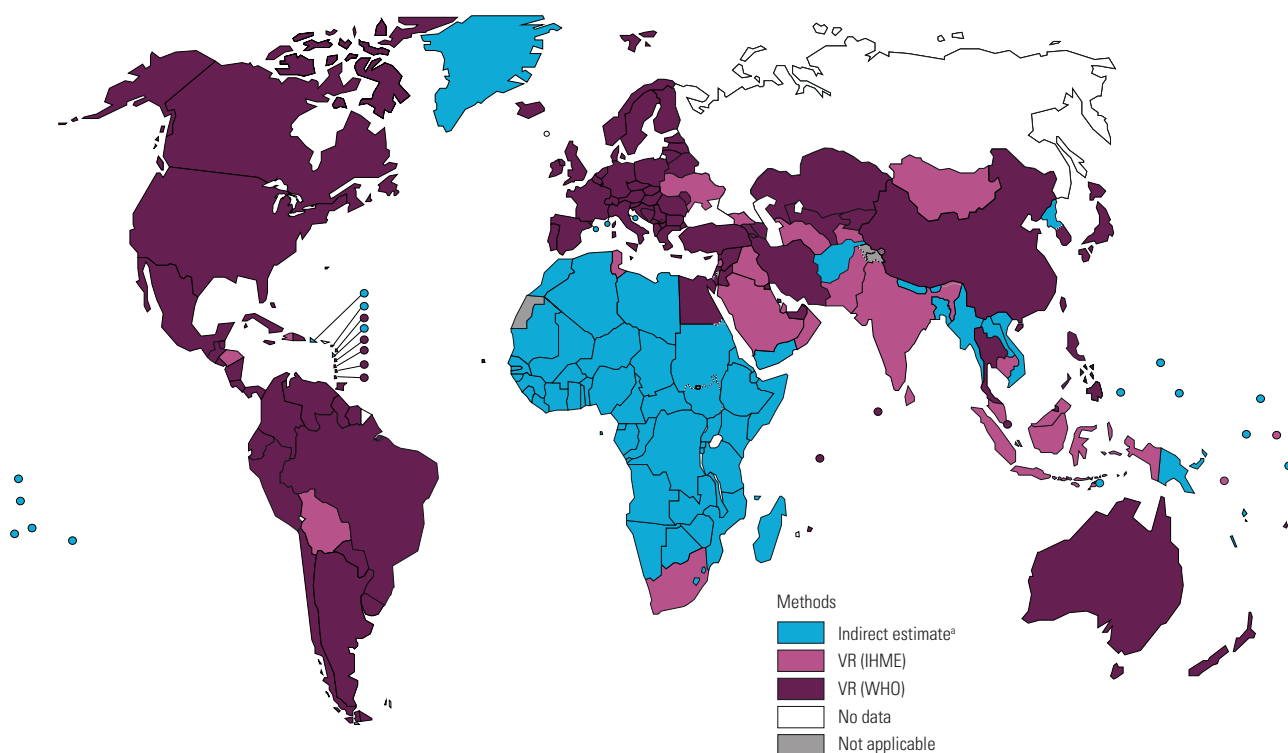 Methods
Indirect estimateᵃ
VR (IHME)
VR (WHO)
No data
Not applicable